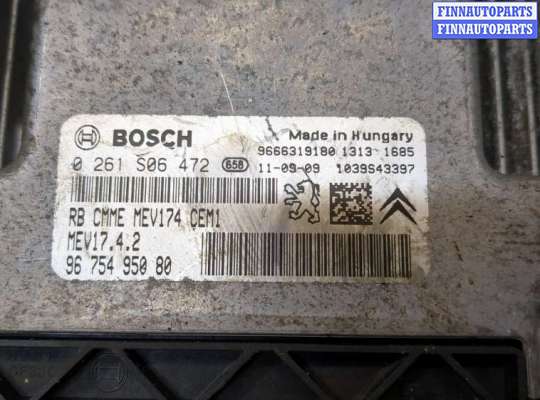 FINNAUTOPARTS
FINNAUTOPARTS
BOSCH
Made in Hungary
9666319180 1313 1685
0 261 S06 472 658 11-09-09 1039S43397
RB CMME MEV174 CEM1
MEV17.4.2
96 754 950 80